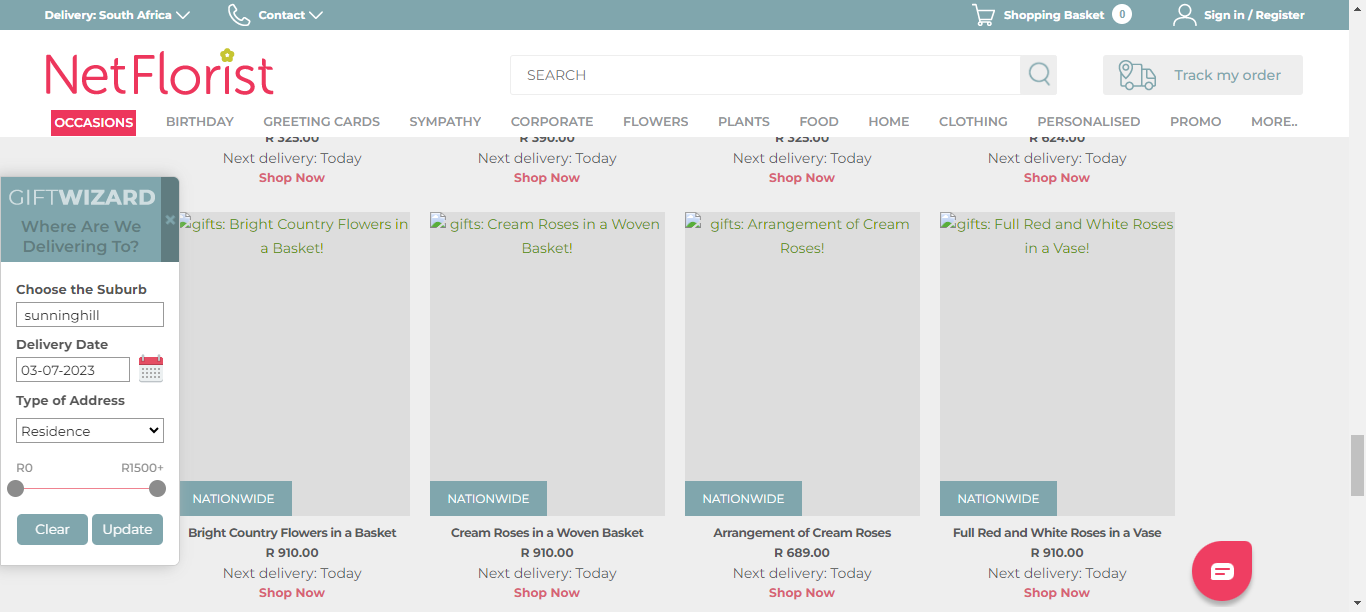 Delivery: South Africa
Contact
Shopping Basket 0
Sign in / Register
NetFlorist
SEARCH
Track my order
OCCASIONS BIRTHDAY GREETING CARDS SYMPATHY CORPORATE FLOWERS PLANTS FOOD HOME CLOTHING PERSONALISED PROMO MORE..
R 325.00 R 390.00 R 325.00 R 624.00
Next delivery: Today Next delivery: Today Next delivery: Today Next delivery: Today
Shop Now Shop Now Shop Now Shop Now
GIFTWIZARD
×
Where Are We
Delivering To?
Choose the Suburb
sunninghill
Delivery Date
03-07-2023
Type of Address
Residence
R0 R1500+
Clear Update
gifts: Bright Country Flowers in
a Basket!
gifts: Cream Roses in a Woven
Basket!
gifts: Arrangement of Cream
Roses!
gifts: Full Red and White Roses
in a Vase!
NATIONWIDE NATIONWIDE NATIONWIDE NATIONWIDE
Bright Country Flowers in a Basket Cream Roses in a Woven Basket Arrangement of Cream Roses Full Red and White Roses in a Vase
R 910.00 R 910.00 R 689.00 R 910.00
Next delivery: Today Next delivery: Today Next delivery: Today Next delivery: Today
Shop Now Shop Now Shop Now Shop Now